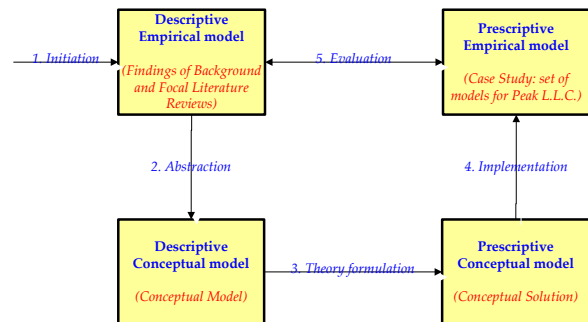 Descriptive
Empirical model
(Findings of Background
and Focal Literature
Reviews)
Prescriptive
Empirical model
(Case Study: set of
models for Peak L.L.C.)
1. Initiation
5. Evaluation
2. Abstraction
4. Implementation
Descriptive
Conceptual model
(Conceptual Model)
3. Theory formulation
Prescriptive
Conceptual model
(Conceptual Solution)